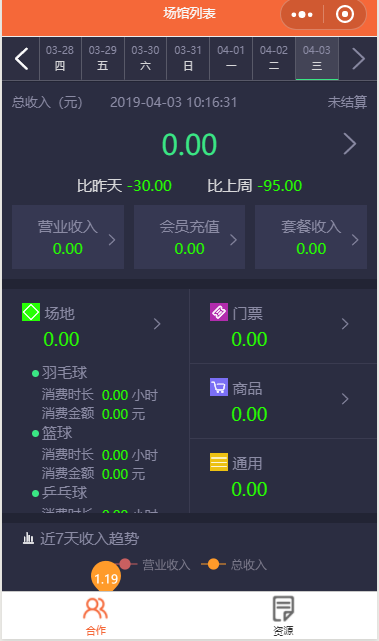 场馆列表
03-28 03-29 03-30 03-31 04-01 04-02 04-03
四 五 六 日 一 二 三
总收入（元） 2019-04-03 10:16:31 未结算
0.00
比昨天 -30.00 比上周 -95.00
营业收入 会员充值 套餐收入
0.00 0.00 0.00
场地
0.00
羽毛球
消费时长 0.00 小时
消费金额 0.00 元
篮球
消费时长 0.00 小时
消费金额 0.00 元
乒乓球
消费时长 0.00 小时
门票
0.00
商品
0.00
通用
0.00
近7天收入趋势
营业收入 总收入
1.19
合作 资源